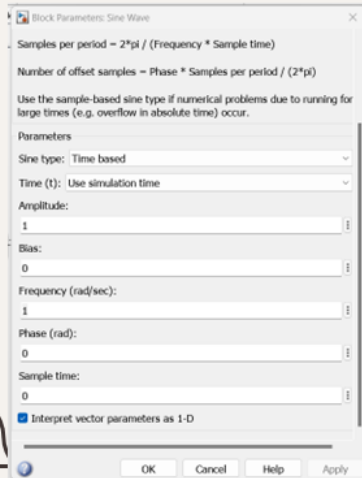 Block Parameters: Sine Wave
Samples per period = 2*pi / (Frequency * Sample time)
Number of offset samples = Phase * Samples per period / (2*pi)
Use the sample-based sine type if numerical problems due to running for
large times (e.g. overflow in absolute time) occur.
Parameters
Sine type: Time based
Time (t): Use simulation time
Amplitude:
1
Bias:
0
Frequency (rad/sec):
1
Phase (rad):
0
Sample time:
0
Interpret vector parameters as 1-D
OK Cancel Help Apply